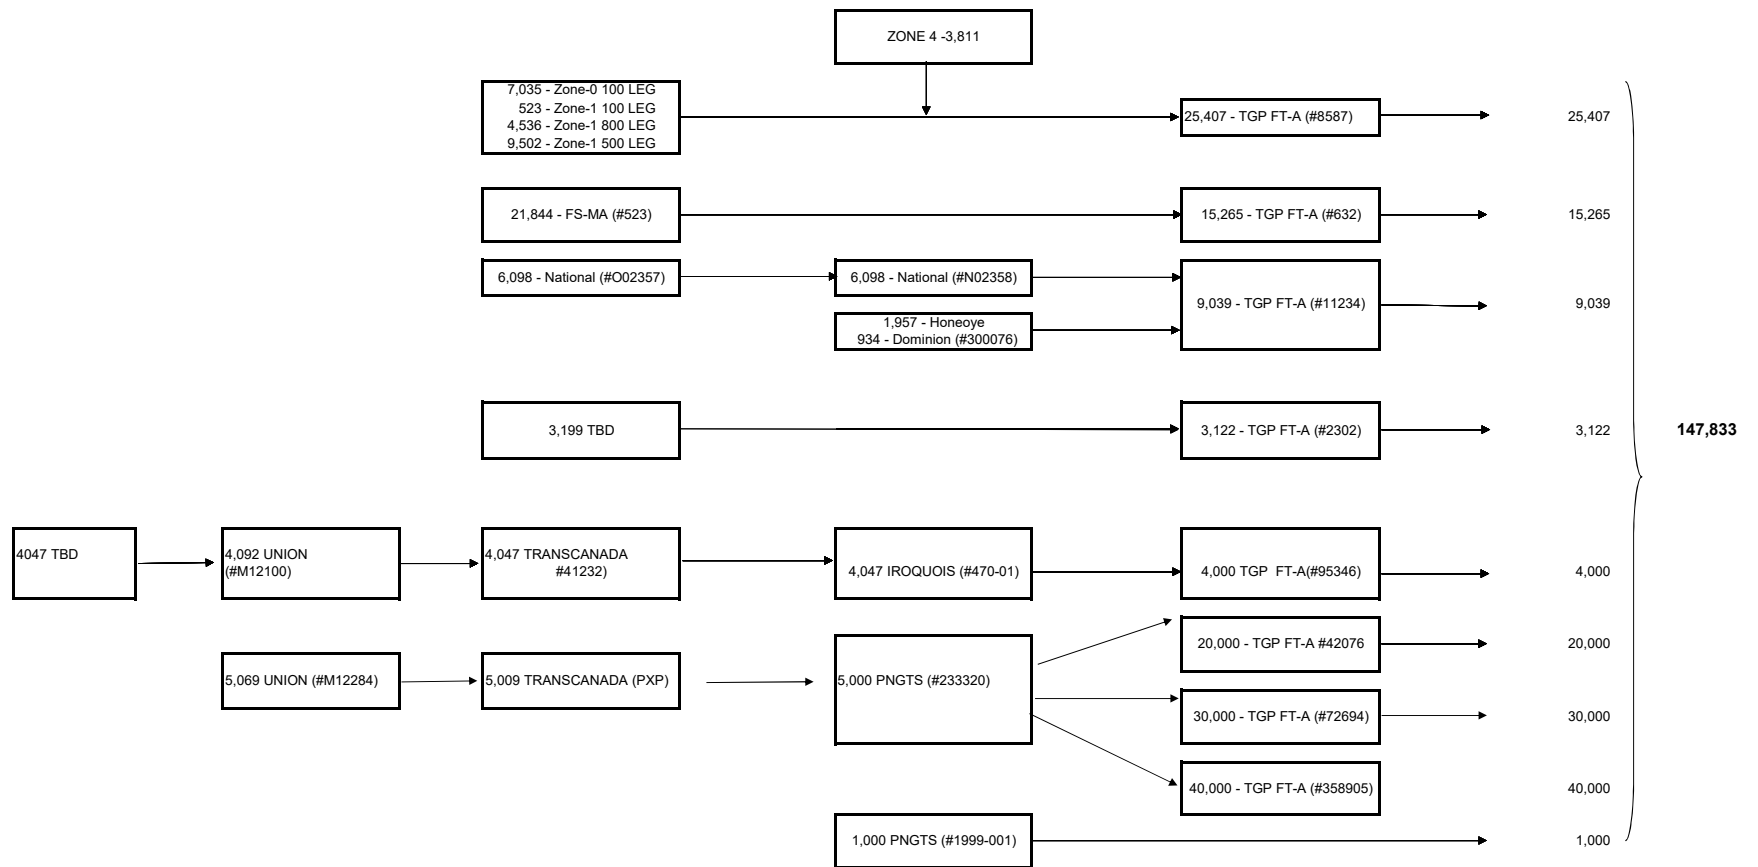 ZONE 4 -3,811
7,035 - Zone-0 100 LEG
523 - Zone-1 100 LEG
4,536 - Zone-1 800 LEG
9,502 - Zone-1 500 LEG
25,407 - TGP FT-A (#8587)
25,407
21,844 - FS-MA (#523)
15,265 - TGP FT-A (#632)
15,265
6,098 - National (#O02357)
6,098 - National (#N02358)
9,039 - TGP FT-A (#11234)
9,039
1,957 - Honeoye
934 - Dominion (#300076)
3,199 TBD
3,122 - TGP FT-A (#2302)
3,122
147,833
4047 TBD
4,092 UNION
(#M12100)
4,047 TRANSCANADA
#41232)
4,047 IROQUOIS (#470-01)
4,000 TGP  FT-A(#95346)
4,000
20,000 - TGP FT-A #42076
20,000
5,069 UNION (#M12284)
5,009 TRANSCANADA (PXP)
5,000 PNGTS (#233320)
30,000 - TGP FT-A (#72694)
30,000
40,000 - TGP FT-A (#358905)
40,000
1,000 PNGTS (#1999-001)
1,000